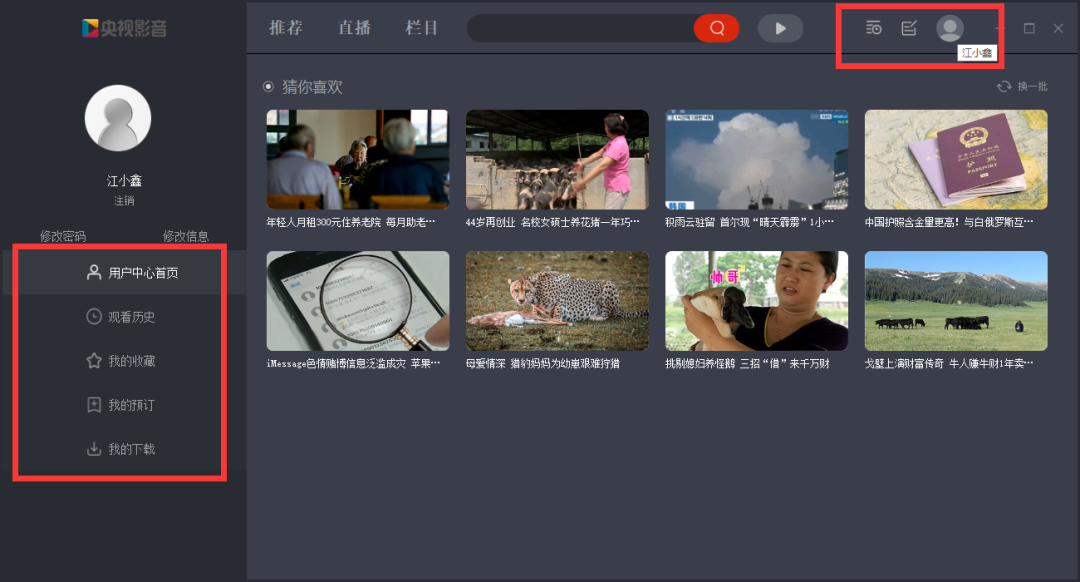 央视影音
推荐
直播
栏目
江小鑫
江小鑫
注销
修改密码
修改信息
用户中心首页
观看历史
我的收藏
我的预订
我的下载
猜你喜欢
换一批
年轻人月租300元住养老院 每月助老···
44岁再创业 名校女硕士养花猪一年巧···
积雨云驻留 首尔现“晴天霹雳”1小···
中国护照含金量更高！与白俄罗斯互···
护照
PASSPORT
韩国
帅哥
iMessage色情赌博信息泛滥成灾 苹果···
母爱情深 猎豹妈妈为幼崽艰难狩猎
挑剔媳妇养怪鹅 三招“借”来千万财
戈壁上演财富传奇 牛人赚牛财1年卖···